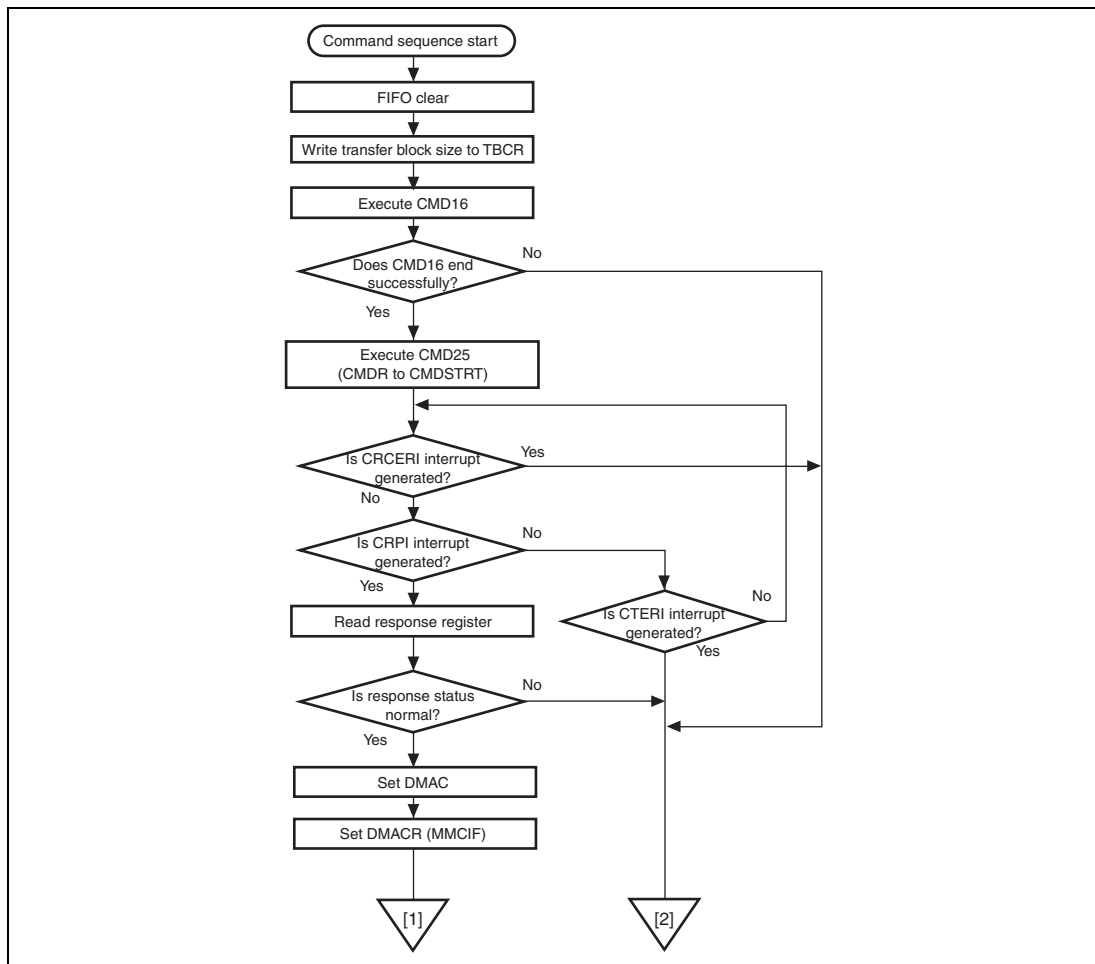 Command sequence start
FIFO clear
Write transfer block size to TBCR
Execute CMD16
No
Does CMD16 end
successfully?
Yes
Execute CMD25
(CMDR to CMDSTRT)
Yes
Is CRCERI interrupt
generated?
No
No
Is CRPI interrupt
generated?
Yes
No
Is CTERI interrupt
generated?
Yes
Read response register
No
Is response status
normal?
Yes
Set DMAC
Set DMACR (MMCIF)
[1]
[2]